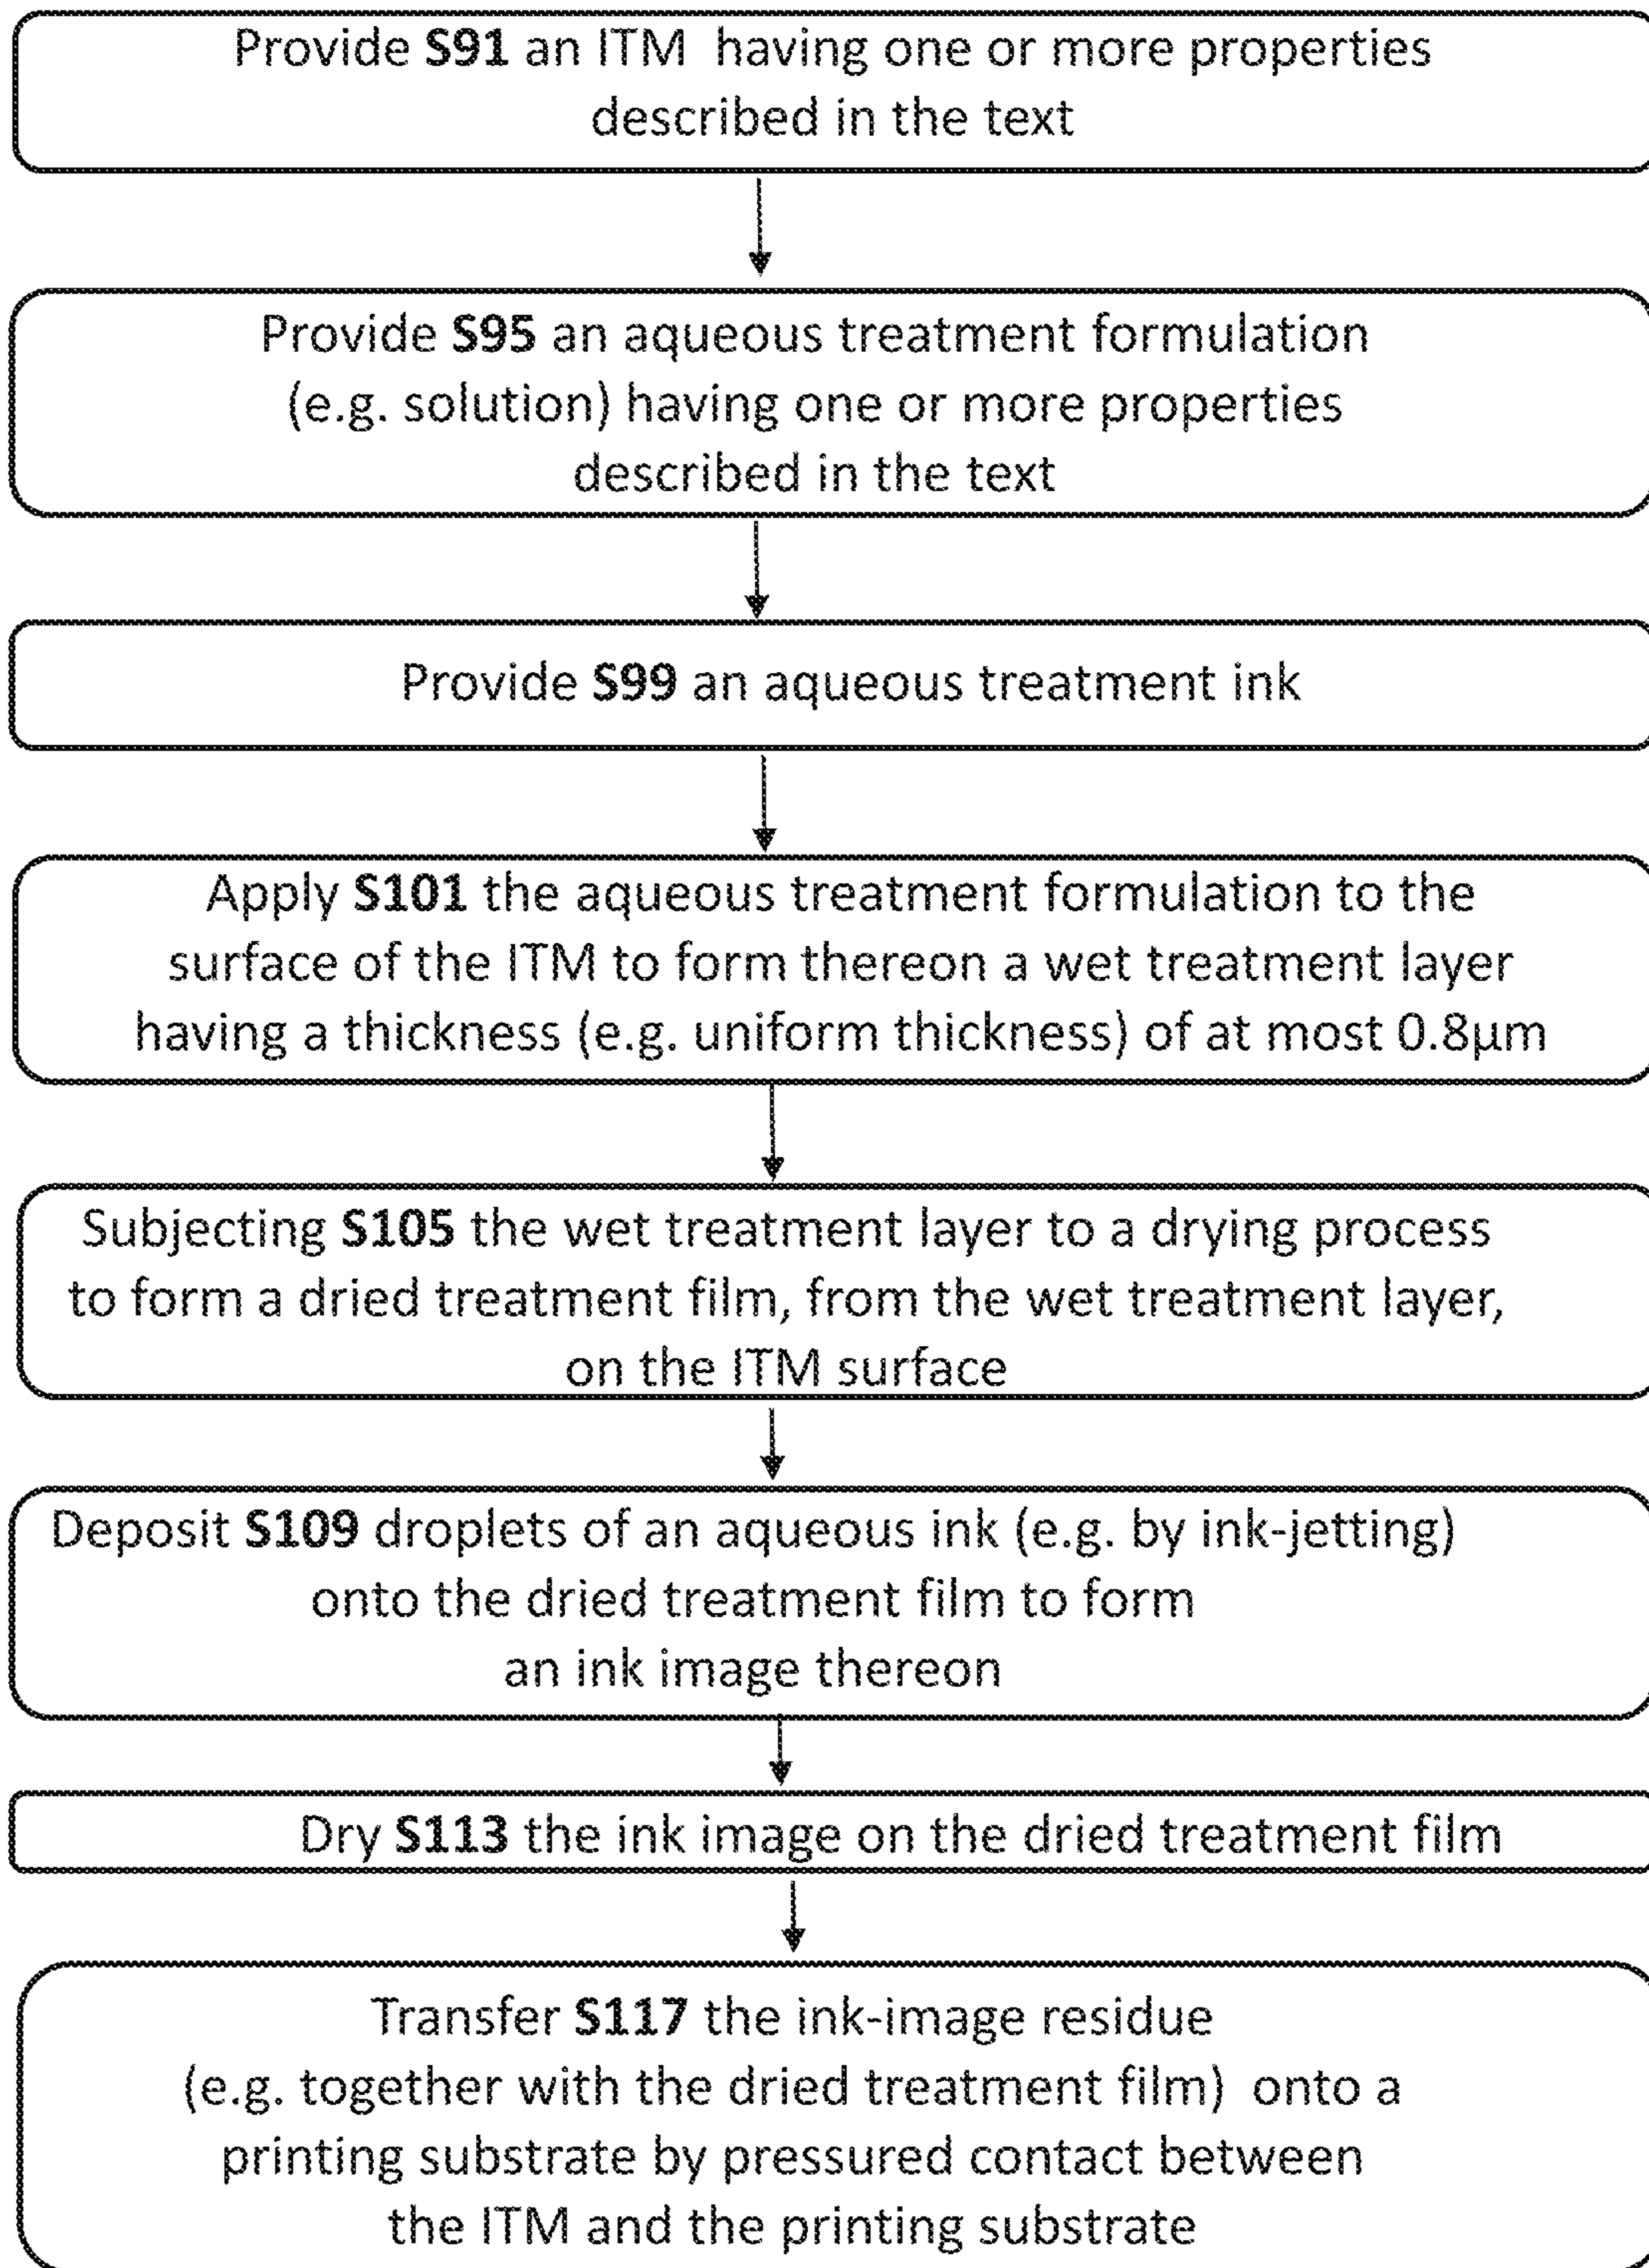 Provide S91 an ITM having one or more properties
described in the text
Provide S95 an aqueous treatment formulation
(e.g. solution) having one or more properties
described in the text
Provide S99 an aqueous treatment ink
Apply S101 the aqueous treatment formulation to the
surface of the ITM to form thereon a wet treatment layer
having a thickness (e.g. uniform thickness) of at most 0.8µm
Subjecting S105 the wet treatment layer to a drying process
to form a dried treatment film, from the wet treatment layer,
on the ITM surface
Deposit S109 droplets of an aqueous ink (e.g. by ink-jetting)
onto the dried treatment film to form
an ink image thereon
Dry S113 the ink image on the dried treatment film
Transfer S117 the ink-image residue
(e.g. together with the dried treatment film) onto a
printing substrate by pressured contact between
the ITM and the printing substrate